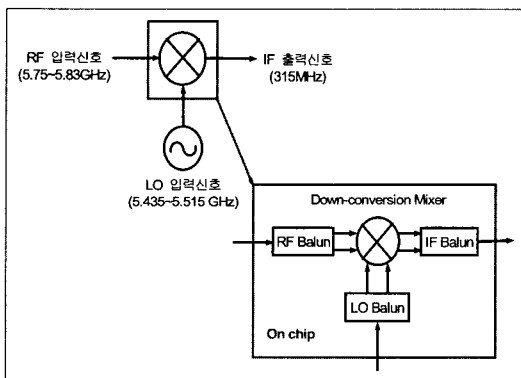 RF 입력신호
(5.75~5.83GHz)
IF 출력신호
(315MHz)
LO 입력신호
(5.435~5.515 GHz)
Down-conversion Mixer
RF Balun
IF Balun
LO Balun
On chip